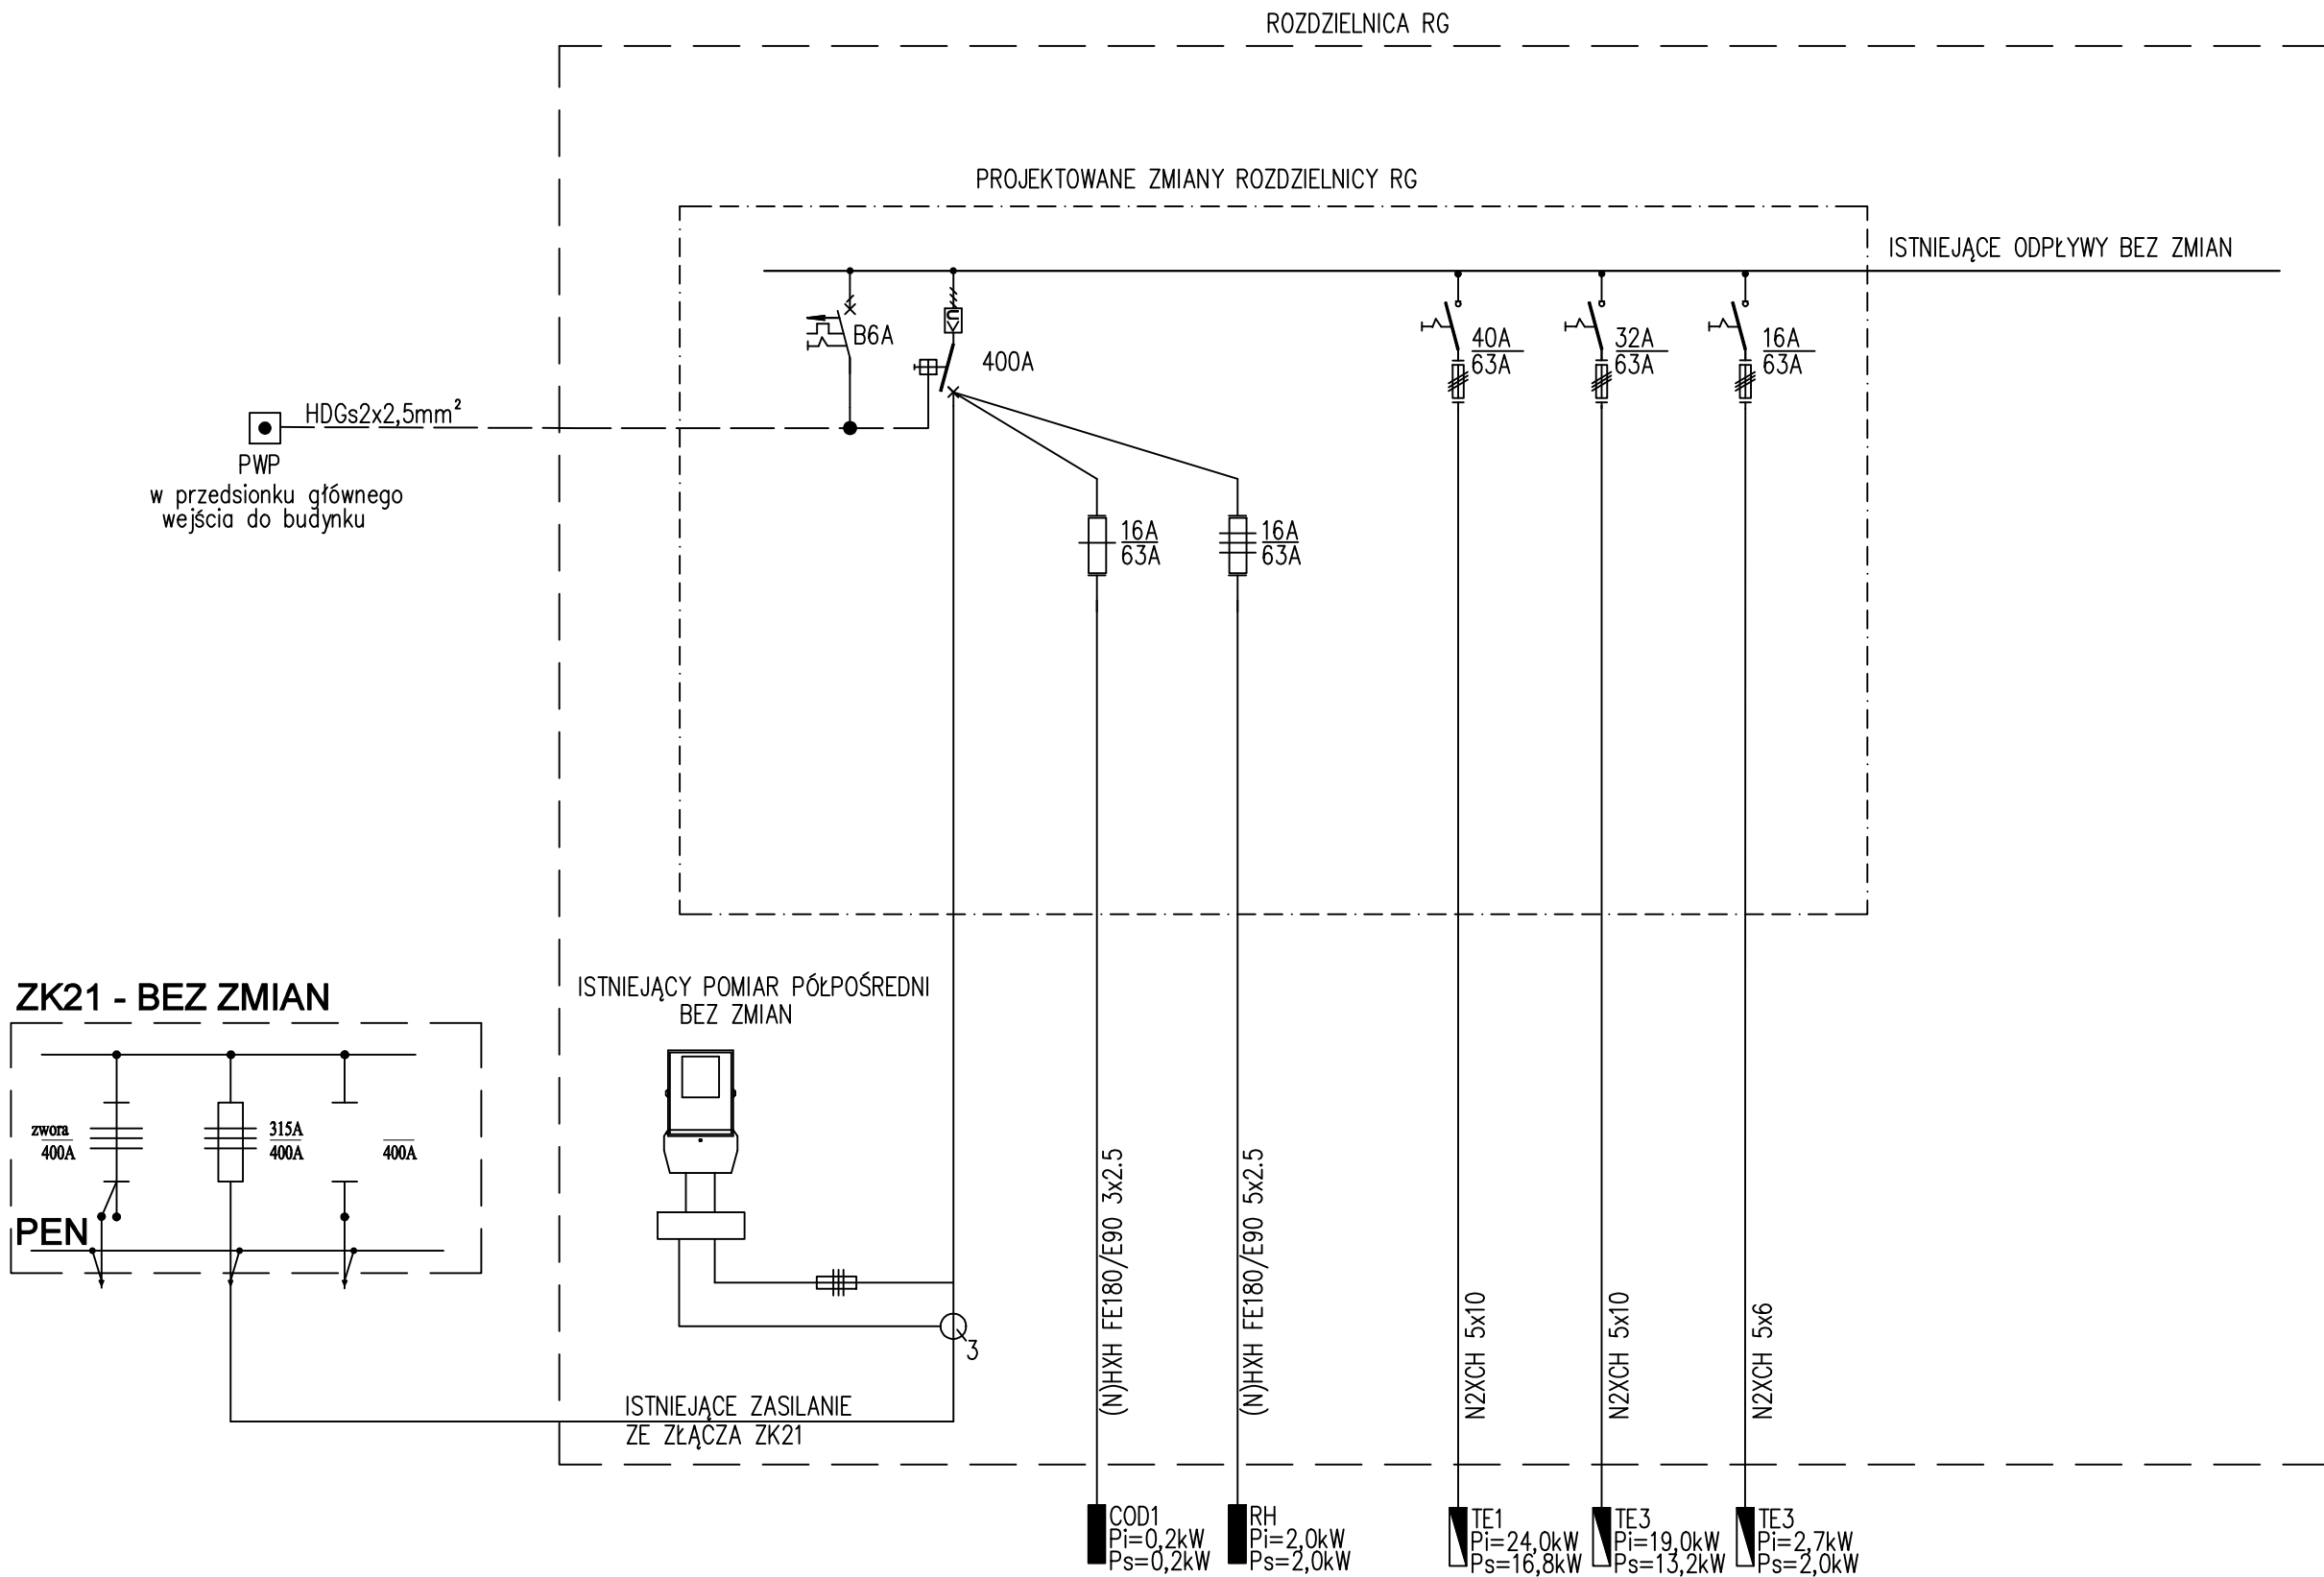 ROZDZIELNICA RG
PROJEKTOWANE ZMIANY ROZDZIELNICY RG
ISTNIEJĄCE ODPŁYWY BEZ ZMIAN
B6A
U>
400A
40A
63A
32A
63A
16A
63A
HDGs2x2,5mm²
PWP
w przedsionku głównego
wejścia do budynku
16A
63A
16A
63A
ZK21 - BEZ ZMIAN
zwora
400A
315A
400A
400A
PEN
ISTNIEJĄCY POMIAR PÓŁPOŚREDNI
BEZ ZMIAN
3
ISTNIEJĄCE ZASILANIE
ZE ZŁĄCZA ZK21
(N)HXH FE180/E90 3x2.5
(N)HXH FE180/E90 5x2.5
N2XCH 5x10
N2XCH 5x10
N2XCH 5x6
COD1
Pi=0,2kW
Ps=0,2kW
RH
Pi=2,0kW
Ps=2,0kW
TE1
Pi=24,0kW
Ps=16,8kW
TE3
Pi=19,0kW
Ps=13,2kW
TE3
Pi=2,7kW
Ps=2,0kW